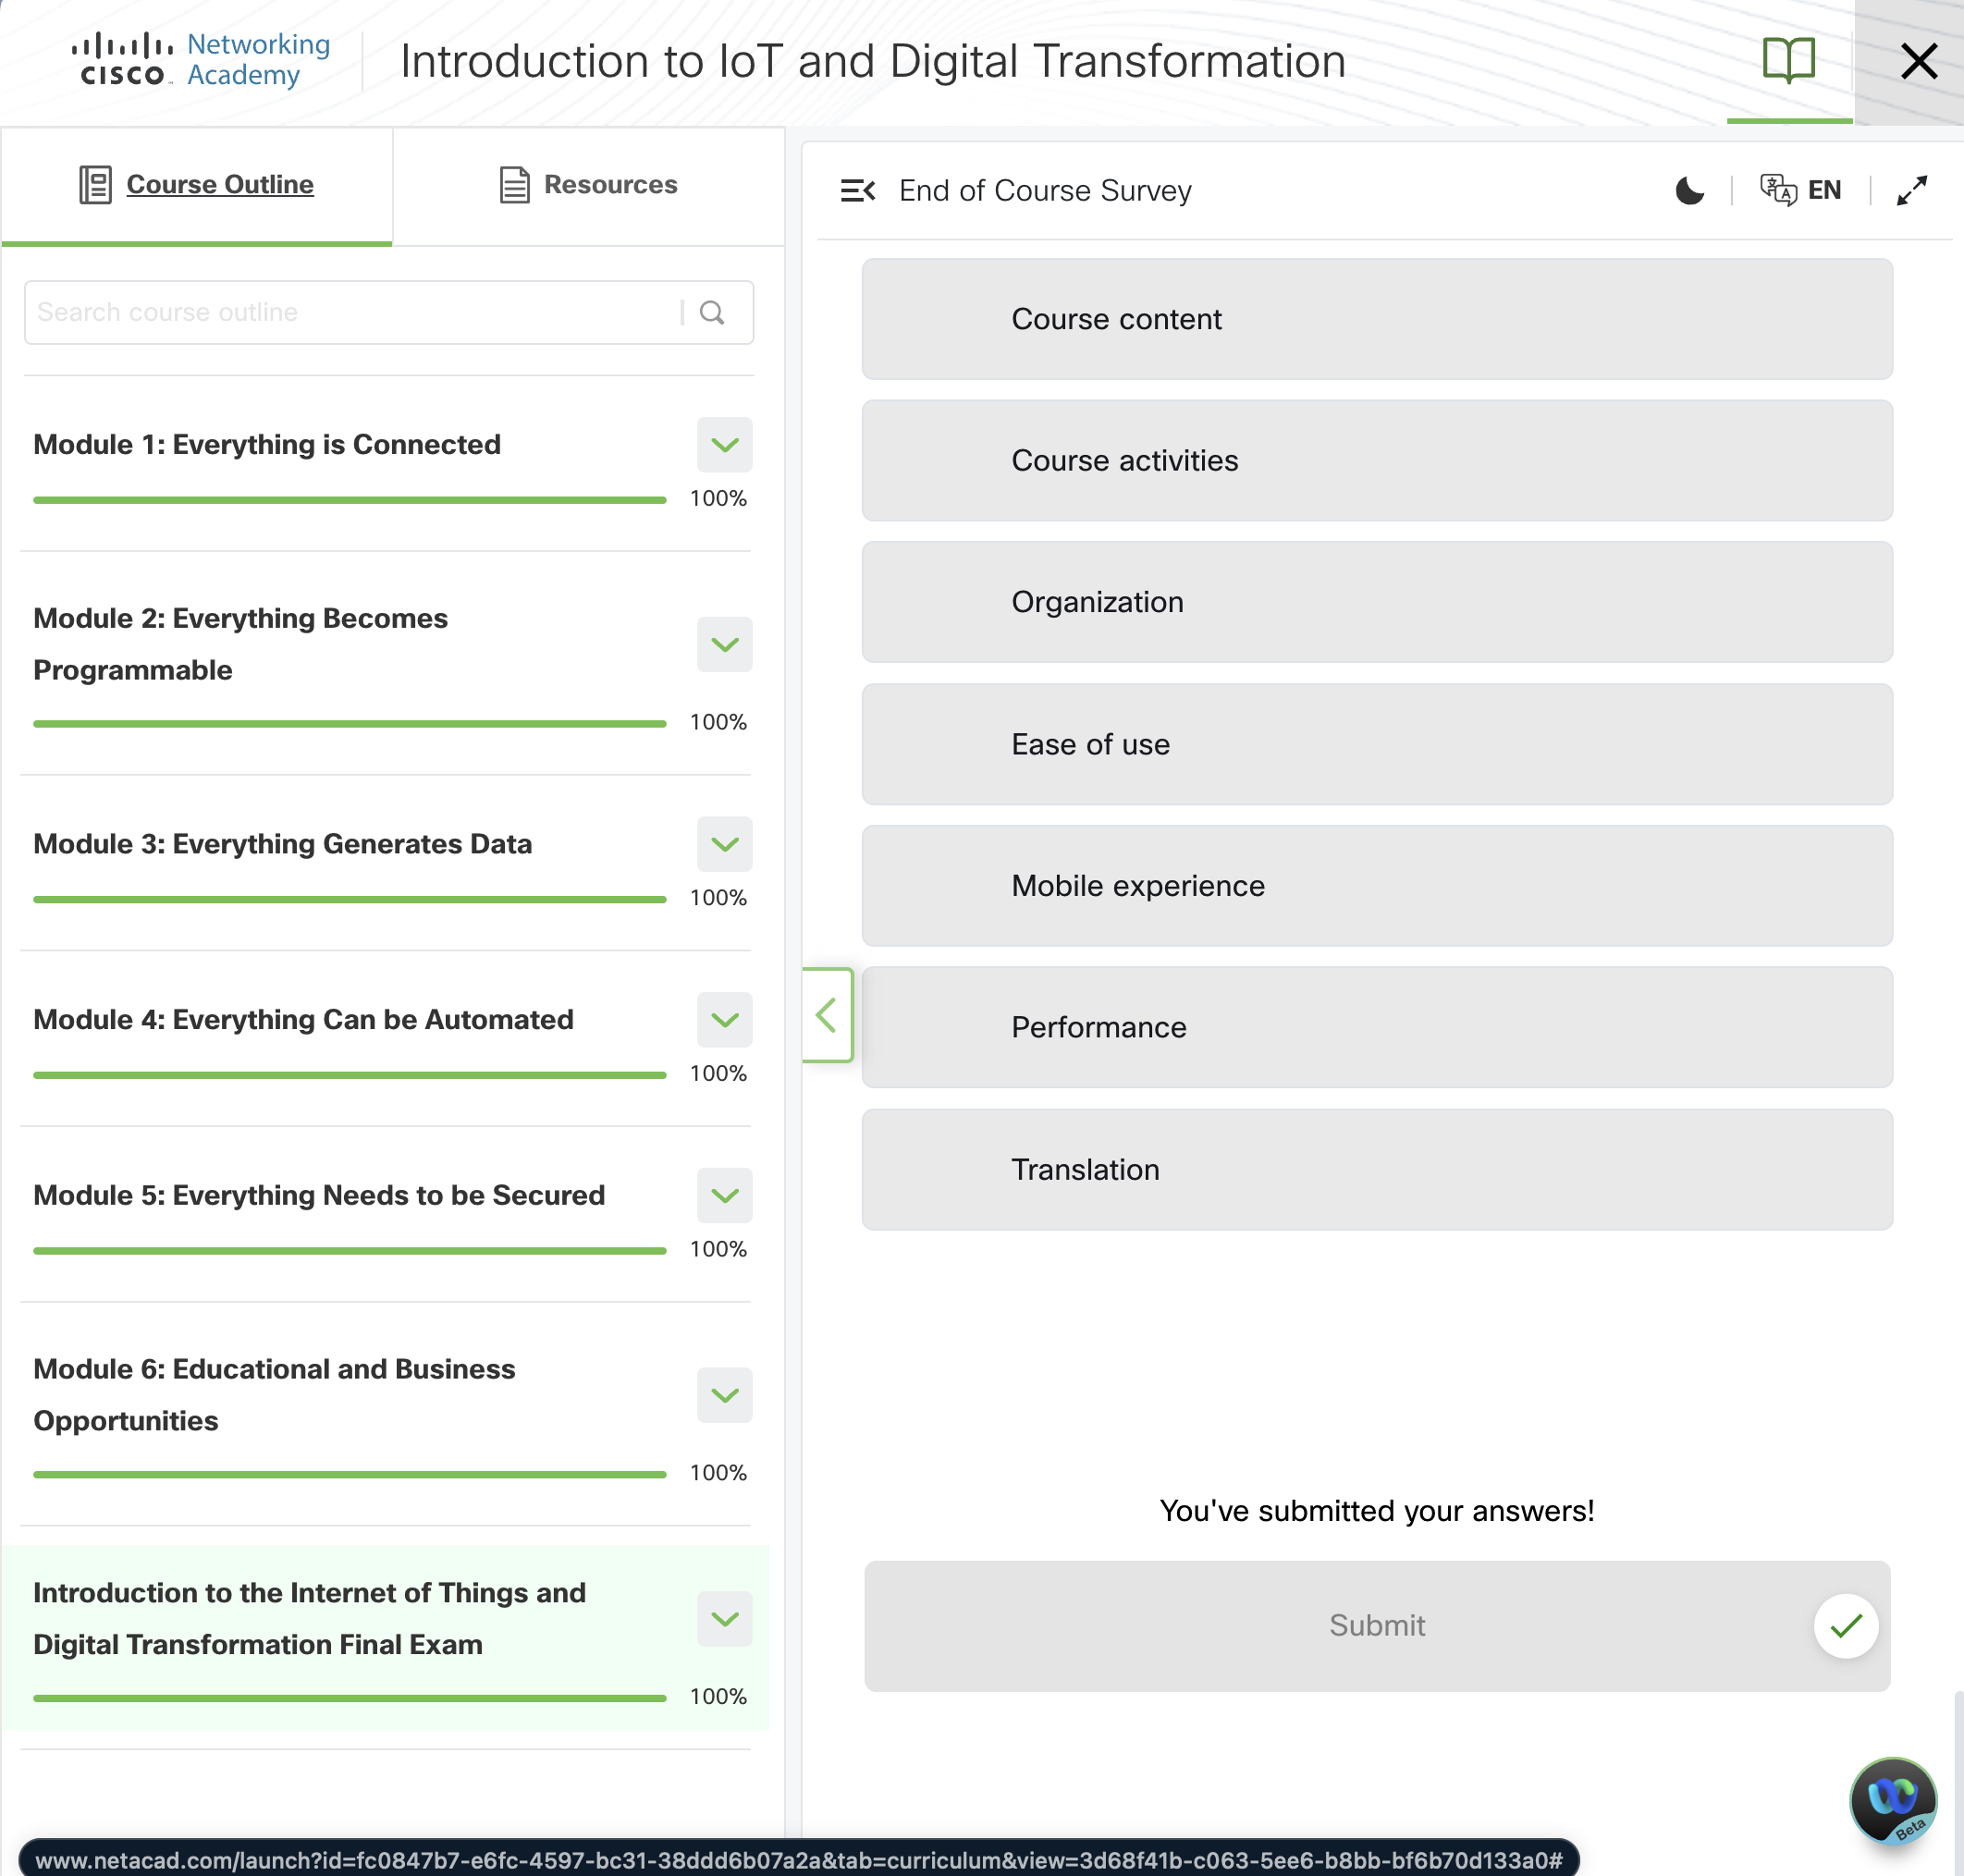 CISCO Networking Academy
Introduction to IoT and Digital Transformation
Course Outline
Resources
Search course outline
Module 1: Everything is Connected
100%
Module 2: Everything Becomes
Programmable
100%
Module 3: Everything Generates Data
100%
Module 4: Everything Can be Automated
100%
Module 5: Everything Needs to be Secured
100%
Module 6: Educational and Business
Opportunities
100%
Introduction to the Internet of Things and
Digital Transformation Final Exam
100%
End of Course Survey
EN
Course content
Course activities
Organization
Ease of use
Mobile experience
Performance
Translation
You've submitted your answers!
Submit
Beta
www.netacad.com/launch?id=fc0847b7-e6fc-4597-bc31-38ddd6b07a2a&tab=curriculum&view=3d68f41b-c063-5ee6-b8bb-bf6b70d133a0#